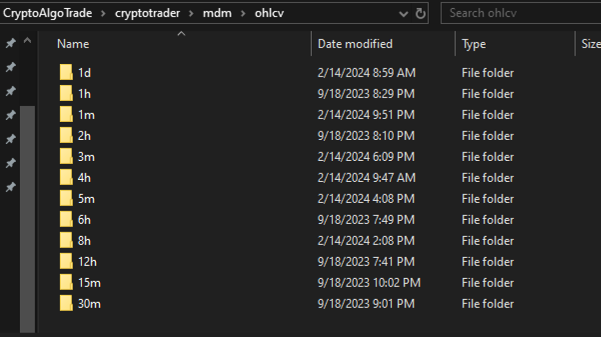 CryptoAlgoTrade > cryptotrader > mdm > ohlcv Search ohlcv
Name Date modified Type Size
1d 2/14/2024 8:59 AM File folder
1h 9/18/2023 8:29 PM File folder
1m 2/14/2024 9:51 PM File folder
2h 9/18/2023 8:10 PM File folder
3m 2/14/2024 6:09 PM File folder
4h 2/14/2024 9:47 AM File folder
5m 2/14/2024 4:08 PM File folder
6h 9/18/2023 7:49 PM File folder
8h 2/14/2024 2:08 PM File folder
12h 9/18/2023 7:41 PM File folder
15m 9/18/2023 10:02 PM File folder
30m 9/18/2023 9:01 PM File folder